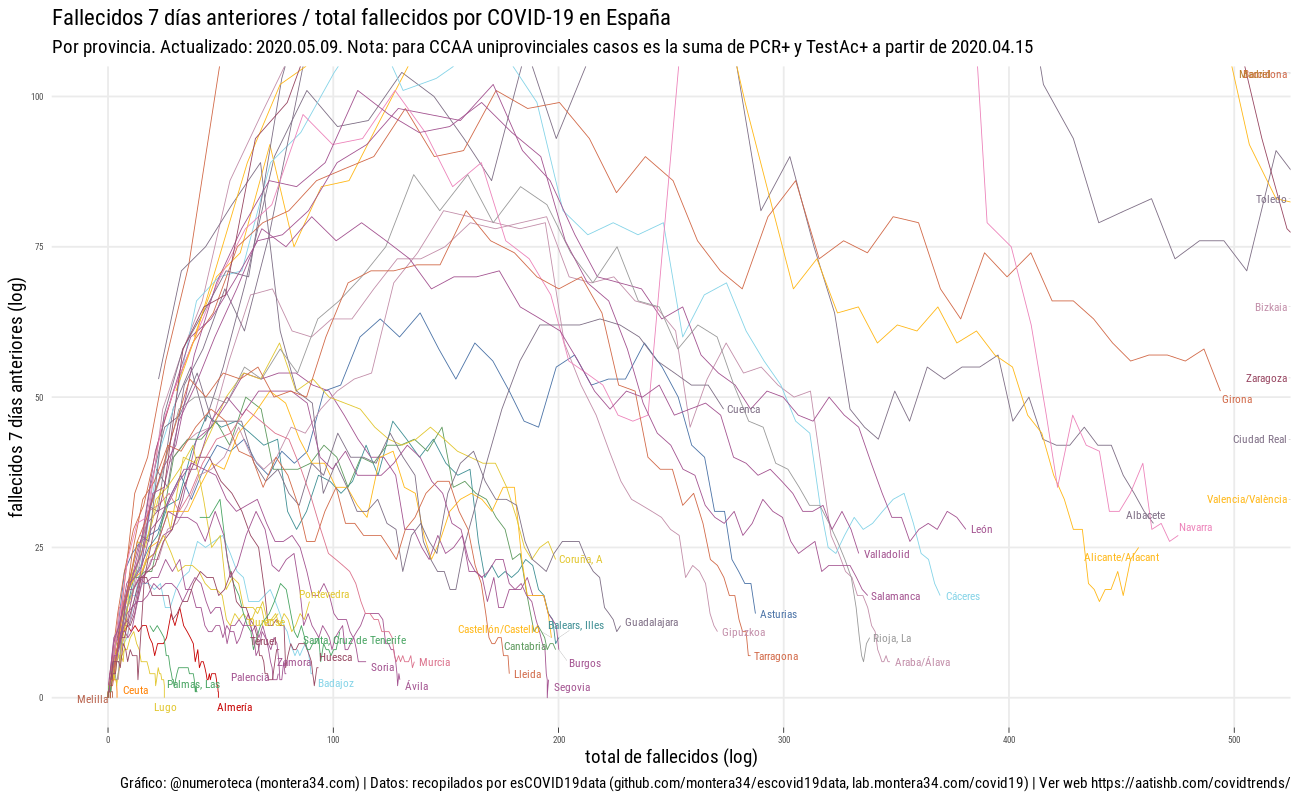 Fallecidos 7 días anteriores / total fallecidos por COVID-19 en España
Por provincia. Actualizado: 2020.05.09. Nota: para CCAA uniprovinciales casos es la suma de PCR+ y TestAc+ a partir de 2020.04.15
fallecidos 7 días anteriores (log)
100
75
50
25
0
Toledo
Bizkaia
Zaragoza
Girona
Cuenca
Ciudad Real
Valencia/València
Albacete
Navarra
León
Valladolid
Alicante/Alacant
Coruña, A
Salamanca
Cáceres
Pontevedra
Asturias
Guadalajara
Castellón/Castelló
Balears, Illes
Gipuzkoa
Rioja, La
Teruel
Santa Cruz de Tenerife
Cantabria
Tarragona
Zamora
Huesca
Murcia
Burgos
Araba/Álava
Soria
Palencia
Lleida
Badajoz
Ávila
Segovia
Palmas, Las
Ceuta
Melilla
Lugo
Almería
0
100
200
300
400
500
total de fallecidos (log)
Gráfico: @numeroteca (montera34.com) | Datos: recopilados por esCOVID19data (github.com/montera34/escovid19data, lab.montera34.com/covid19) | Ver web https://aatishb.com/covidtrends/